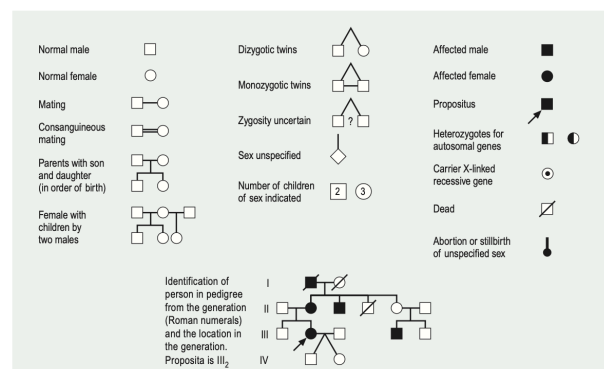 Normal male
Normal female
Mating
Consanguineous
mating
Parents with son
and daughter
(in order of birth)
Female with
children by
two males
Dizygotic twins
Monozygotic twins
Zygosity uncertain
?
Sex unspecified
Number of children
of sex indicated
2 3
Affected male
Affected female
Propositus
Heterozygotes for
autosomal genes
Carrier X-linked
recessive gene
Dead
Abortion or stillbirth
of unspecified sex
Identification of
person in pedigree
from the generation
(Roman numerals)
and the location in
the generation.
Proposita is III₂
I
II
III
IV